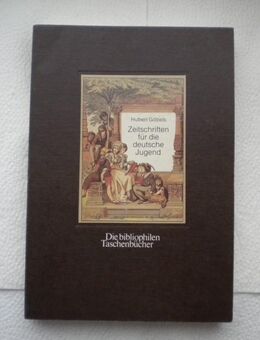 Hubert Göbels
Zeitschriften
für die
deutsche
Jugend
Die bibliophilen
Taschenbücher